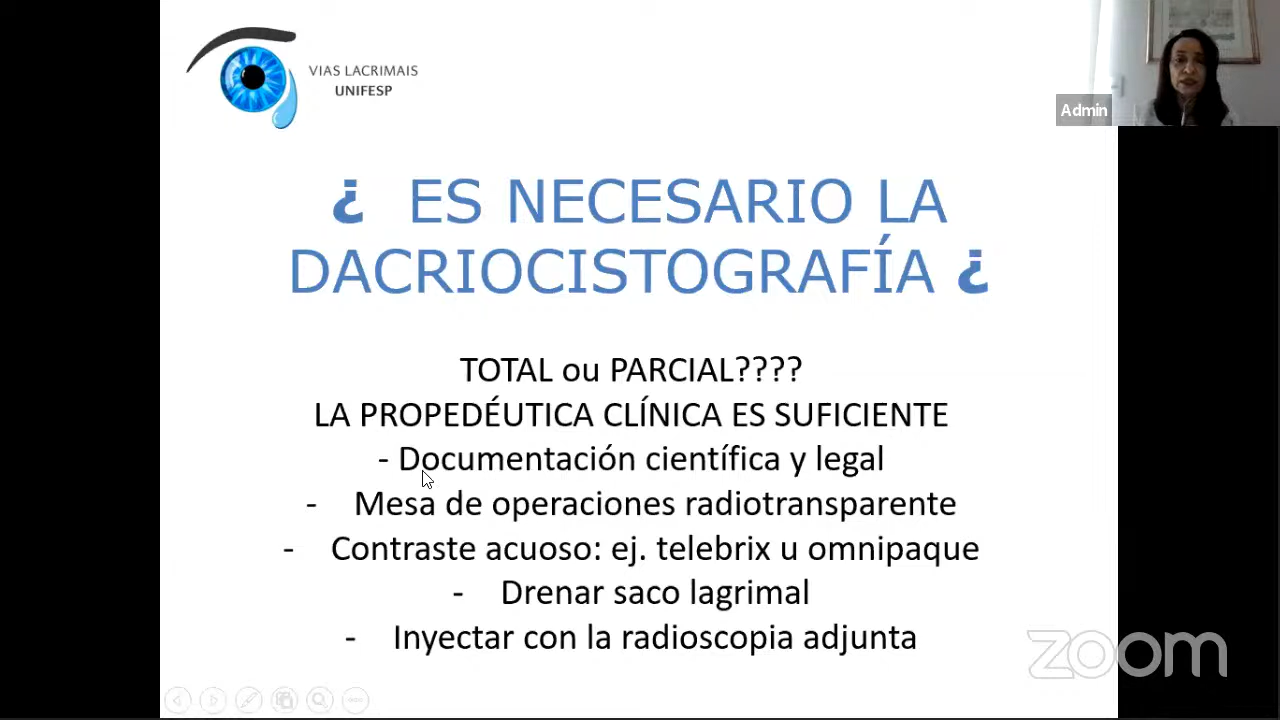 VIAS LACRIMAIS
UNIFESP
Admin
¿ ES NECESARIO LA
DACRIOCISTOGRAFÍA ¿
TOTAL ou PARCIAL????
LA PROPEDÉUTICA CLÍNICA ES SUFICIENTE
- Documentación científica y legal
- Mesa de operaciones radiotransparente
- Contraste acuoso: ej. telebrix u omnipaque
- Drenar saco lagrimal
- Inyectar con la radioscopia adjunta
zoom